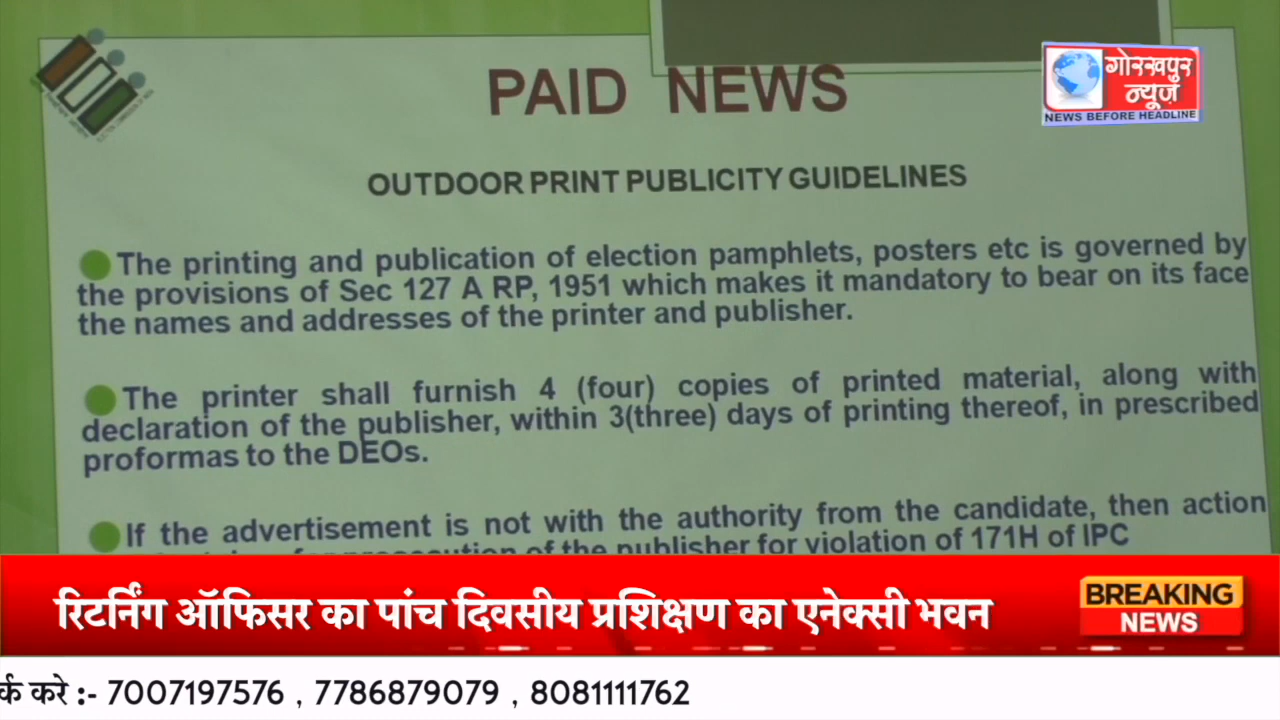 PAID NEWS
गोरखपुर
न्यूज़
NEWS BEFORE HEADLINE
OUTDOOR PRINT PUBLICITY GUIDELINES
The printing and publication of election pamphlets, posters etc is governed by
the provisions of Sec 127 A RP, 1951 which makes it mandatory to bear on its face
the names and addresses of the printer and publisher.
The printer shall furnish 4 (four) copies of printed material, along with
declaration of the publisher, within 3(three) days of printing thereof, in prescribed
proformas to the DEOs.
If the advertisement is not with the authority from the candidate, then action
prosecution of the publisher for violation of 171H of IPC
रिटर्निंग ऑफिसर का पांच दिवसीय प्रशिक्षण का एनेक्सी भवन
BREAKING
NEWS
र्क करे :- 7007197576 , 7786879079 , 8081111762